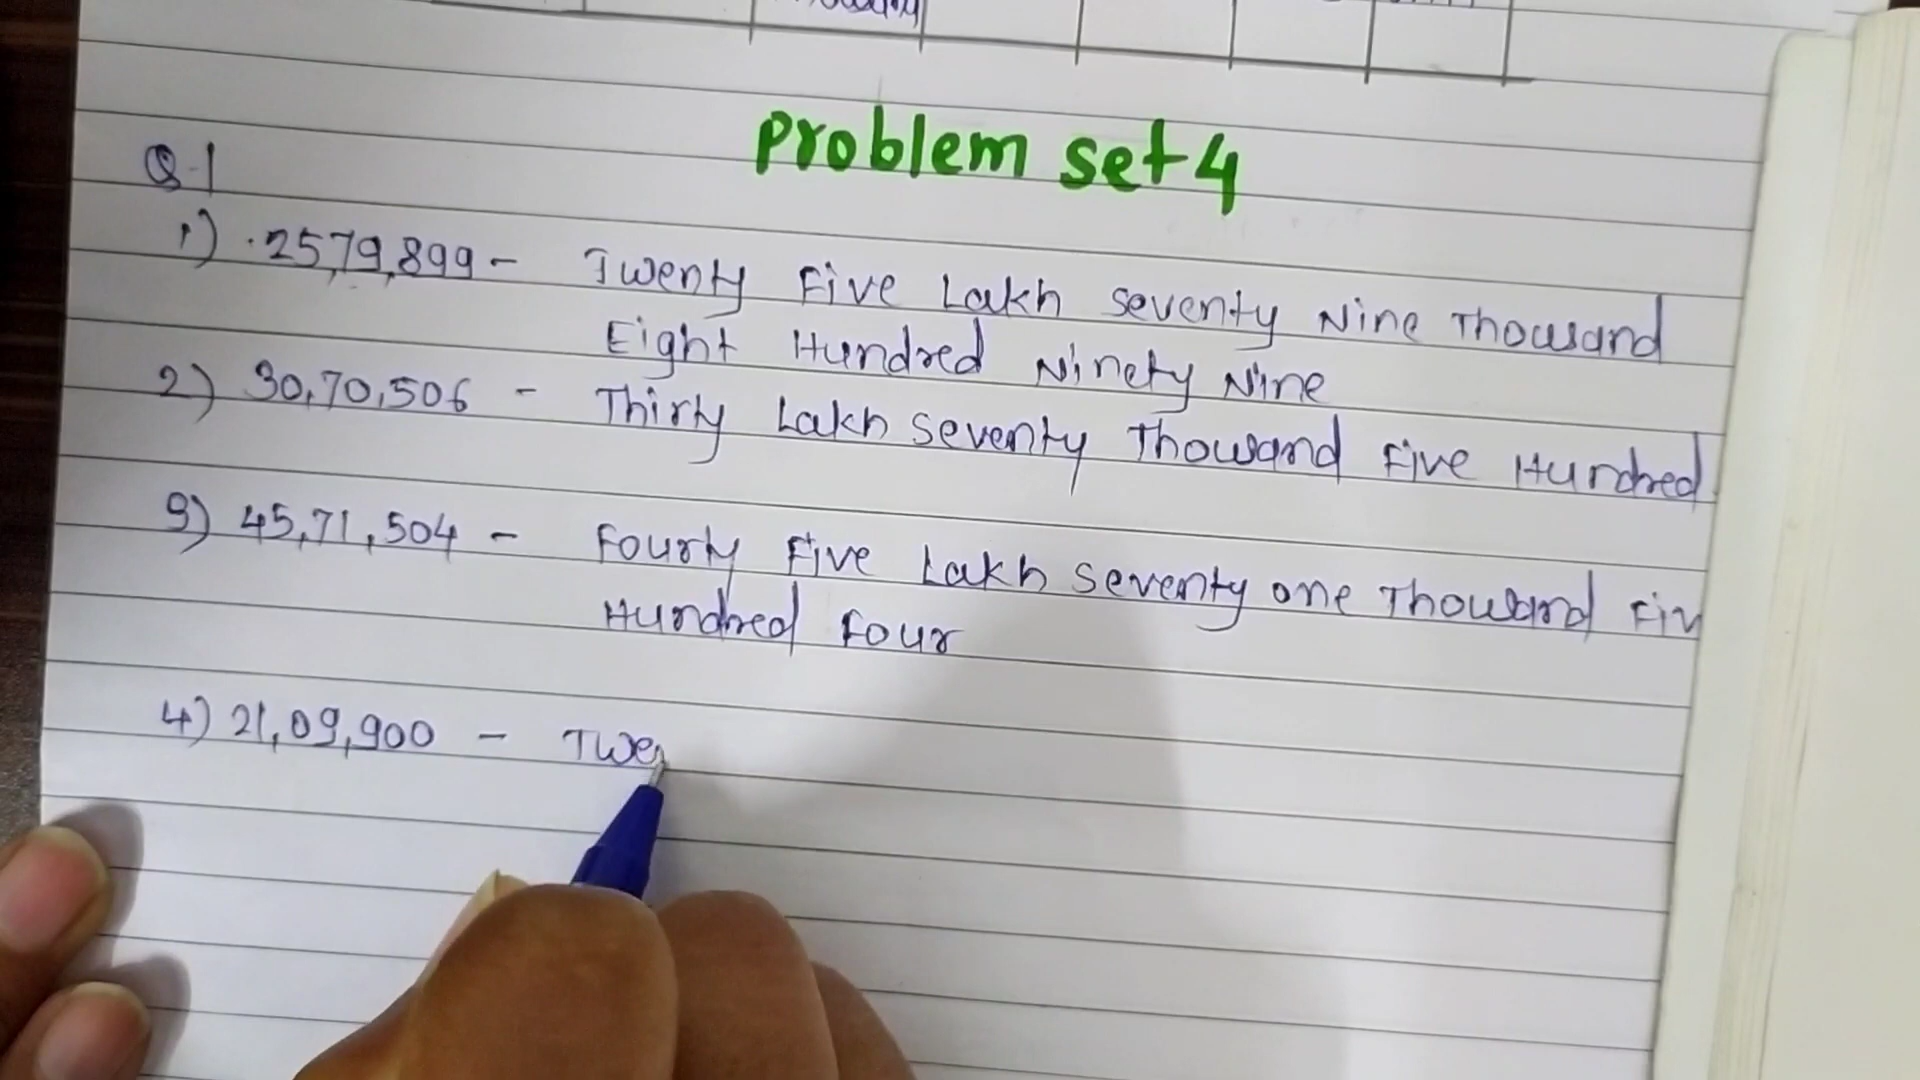 Problem set 4
Q.1
1) 25,79,899 - Twenty Five Lakh Seventy Nine Thousand
Eight Hundred Ninety Nine
2) 30,70,506 - Thirty Lakh Seventy Thousand Five Hundred
3) 45,71,504 - Fourty Five Lakh Seventy one Thousand Fiv
Hundred Four
4) 21,09,900 - Twe